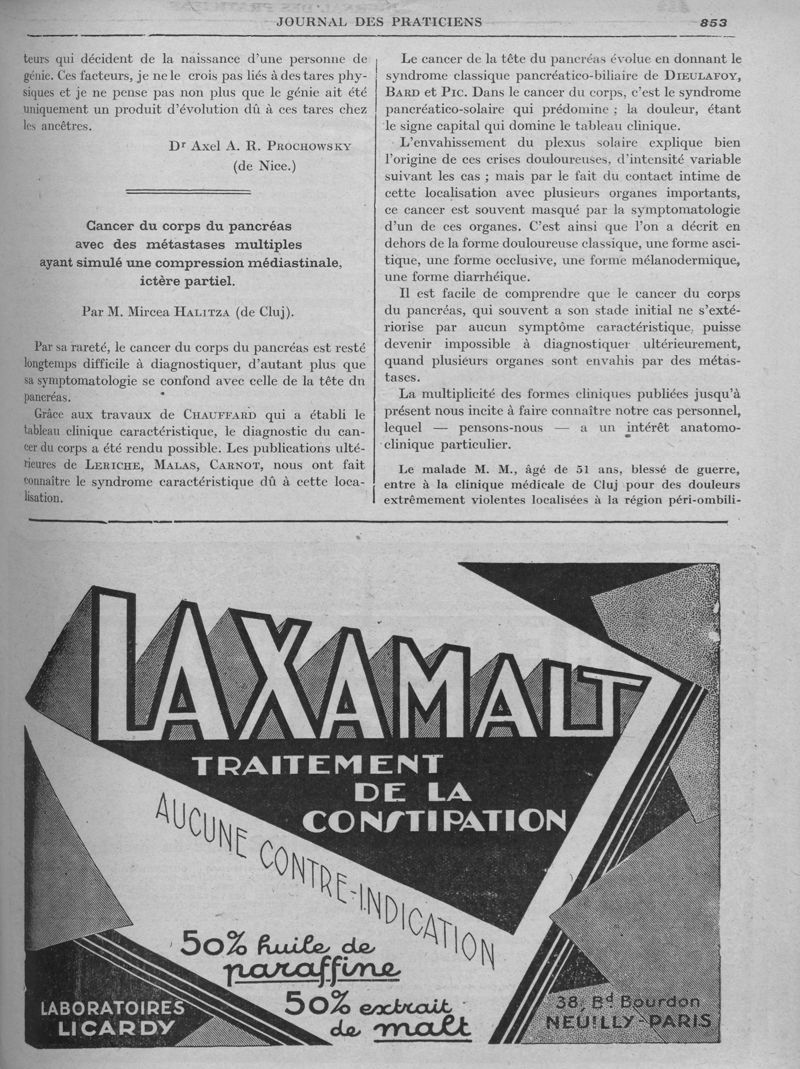 JOURNAL DES PRATICIENS 853
teurs qui décident de la naissance d'une personne de
génie. Ces facteurs, je ne le crois pas liés à des tares phy-
siques et je ne pense pas non plus que le génie ait été
uniquement un produit d'évolution dû à ces tares chez
les ancêtres.
Dr Axel A. R. PROCHOWSKY
(de Nice.)
Cancer du corps du pancréas
avec des métastases multiples
ayant simulé une compression médiastinale,
ictère partiel.
Par M. Mircea HALITZA (de Cluj).
Par sa rareté, le cancer du corps du pancréas est resté
longtemps difficile à diagnostiquer, d'autant plus que
sa symptomatologie se confond avec celle de la tête du
pancréas.
Grâce aux travaux de CHAUFFARD qui a établi le
tableau clinique caractéristique, le diagnostic du can-
cer du corps a été rendu possible. Les publications ulté-
rieures de LERICHE, MALAS, CARNOT, nous ont fait
connaître le syndrome caractéristique dû à cette loca-
lisation.
Le cancer de la tête du pancréas évolue en donnant le
syndrome classique pancréatico-biliaire de DIEULAFOY,
BARD et PIC. Dans le cancer du corps, c'est le syndrome
pancréatico-solaire qui prédomine ; la douleur, étant
le signe capital qui domine le tableau clinique.
L'envahissement du plexus solaire explique bien
l'origine de ces crises douloureuses, d'intensité variable
suivant les cas ; mais par le fait du contact intime de
cette localisation avec plusieurs organes importants,
ce cancer est souvent masqué par la symptomatologie
d'un de ces organes. C'est ainsi que l'on a décrit en
dehors de la forme douloureuse classique, une forme asci-
tique, une forme occlusive, une forme mélanodermique,
une forme diarrhéique.
Il est facile de comprendre que le cancer du corps
du pancréas, qui souvent a son stade initial ne s'exté-
riorise par aucun symptôme caractéristique, puisse
devenir impossible à diagnostiquer ultérieurement,
quand plusieurs organes sont envahis par des métas-
tases.
La multiplicité des formes cliniques publiées jusqu'à
présent nous incite à faire connaître notre cas personnel,
lequel — pensons-nous — a un intérêt anatomo-
clinique particulier.
Le malade M. M., âgé de 51 ans, blessé de guerre,
entre à la clinique médicale de Cluj pour des douleurs
extrêmement violentes localisées à la région péri-ombili-
LAXAMALT
TRAITEMENT
DE LA
CONSTIPATION
AUCUNE CONTRE-INDICATION
50% huile de
paraffine
50% extrait
de malt
LABORATOIRES
LICARDY
38, Bd Bourdon
NEUILLY-PARIS